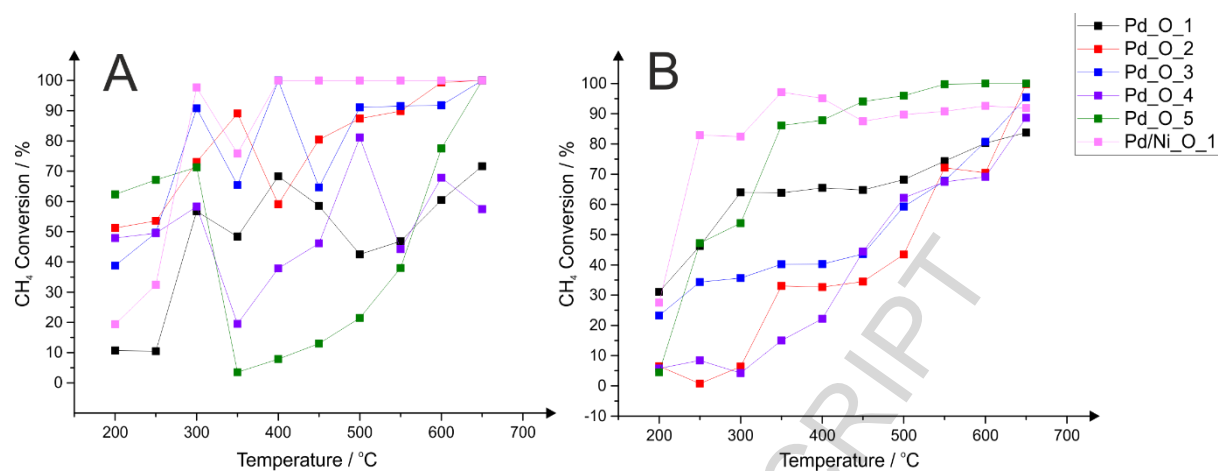 A
CH₄ Conversion / %
100
90
80
70
60
50
40
30
20
10
0
200 300 400 500 600 700
Temperature / °C
B
CH₄ Conversion / %
100
90
80
70
60
50
40
30
20
10
0
-10
200 300 400 500 600 700
Temperature / °C
Pd_O_1
Pd_O_2
Pd_O_3
Pd_O_4
Pd_O_5
Pd/Ni_O_1
CRIPT